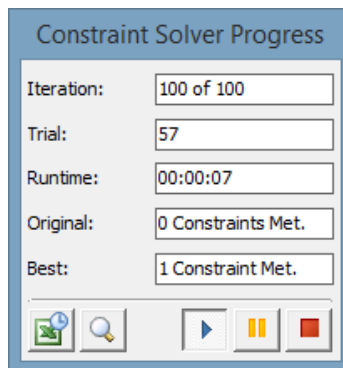 Constraint Solver Progress
Iteration: 100 of 100
Trial: 57
Runtime: 00:00:07
Original: 0 Constraints Met.
Best: 1 Constraint Met.